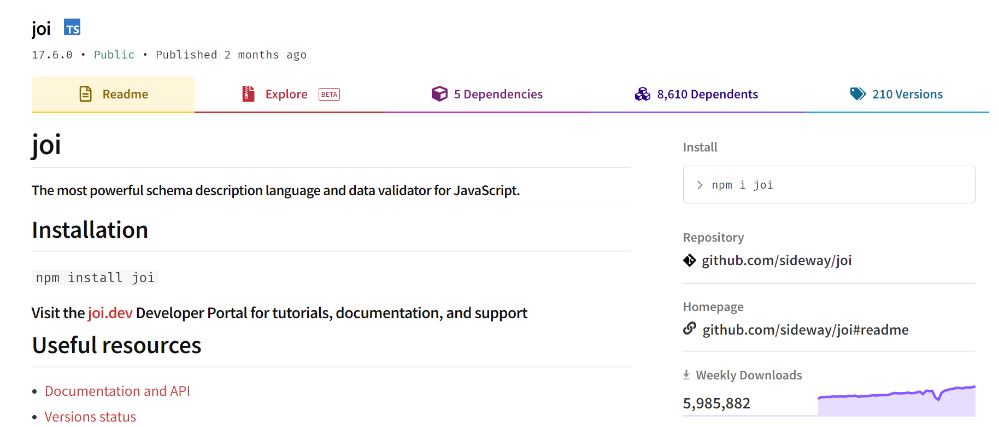 joi TS
17.6.0 • Public • Published 2 months ago
Readme
Explore BETA
5 Dependencies
8,610 Dependents
210 Versions
joi
The most powerful schema description language and data validator for JavaScript.
Installation
npm install joi
Visit the joi.dev Developer Portal for tutorials, documentation, and support
Useful resources
• Documentation and API
• Versions status
Install
> npm i joi
Repository
github.com/sideway/joi
Homepage
github.com/sideway/joi#readme
Weekly Downloads
5,985,882